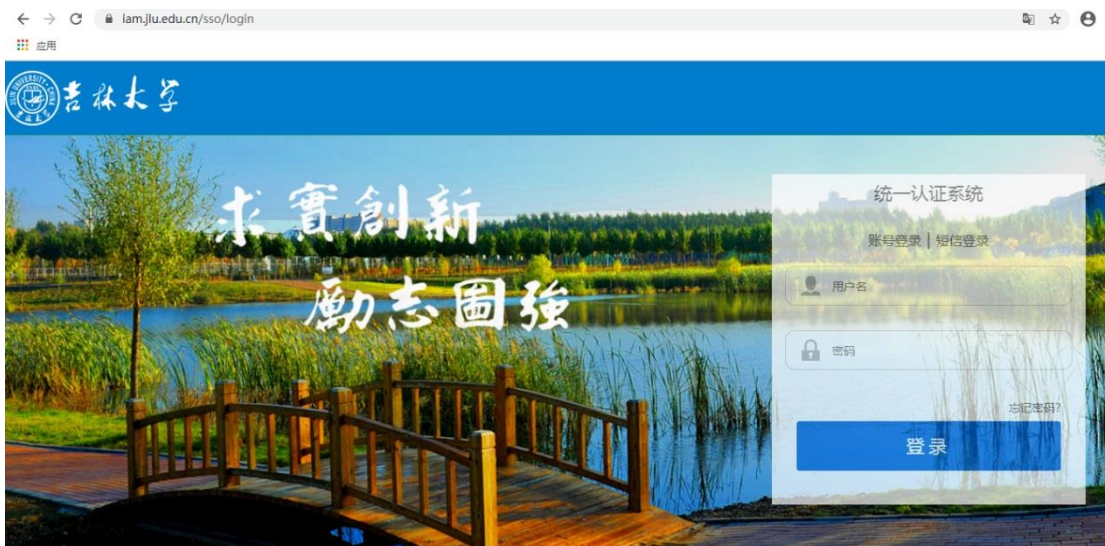 iam.jlu.edu.cn/sso/login
应用
吉林大学
求實創新
勵志圖強
统一认证系统
账号登录 | 短信登录
用户名
密码
忘记密码?
登录